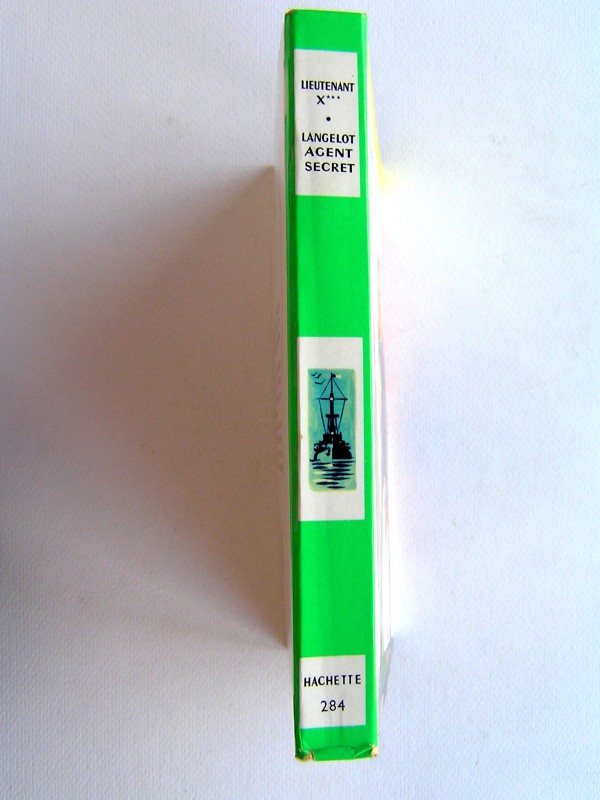 LIEUTENANT
X***
•
LANGELOT
AGENT
SECRET
HACHETTE
284